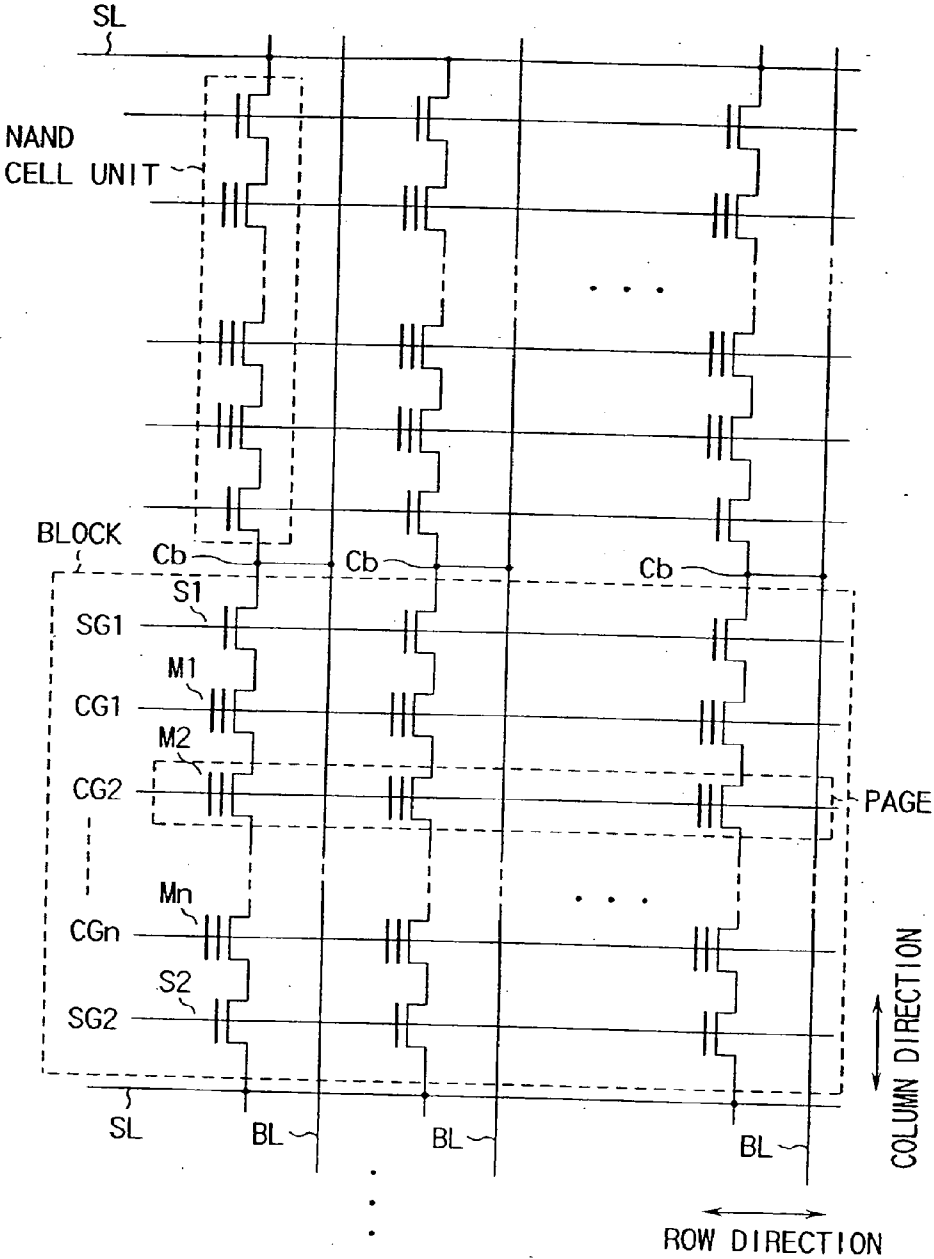 SL
NAND
CELL UNIT
BLOCK
Cb
Cb
Cb
S1
SG1
M1
CG1
M2
CG2
PAGE
Mn
CGn
S2
SG2
COLUMN DIRECTION
SL
BL
BL
BL
ROW DIRECTION